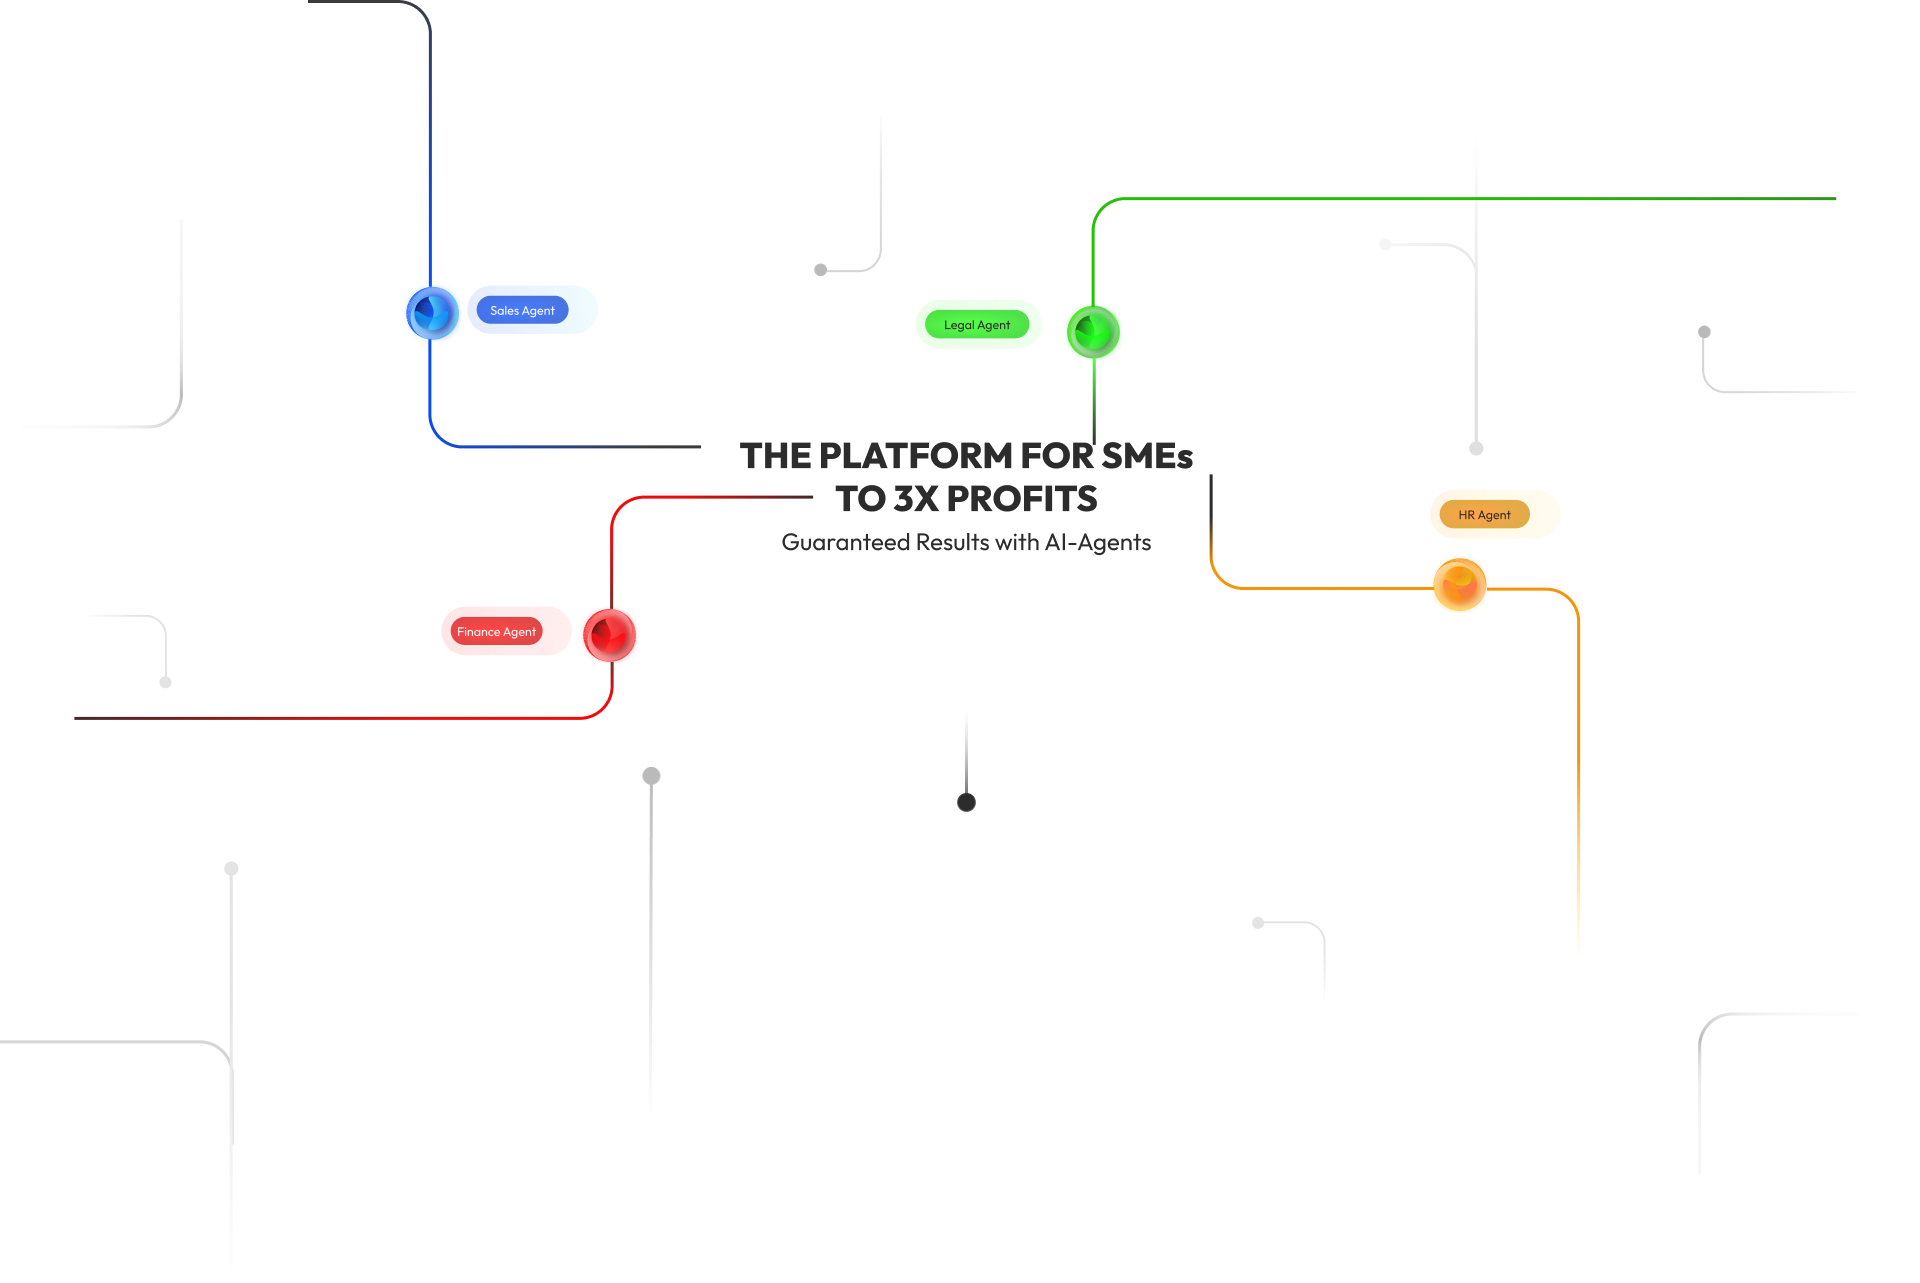 Sales Agent
Legal Agent
THE PLATFORM FOR SMEs
TO 3X PROFITS
Guaranteed Results with AI-Agents
HR Agent
Finance Agent